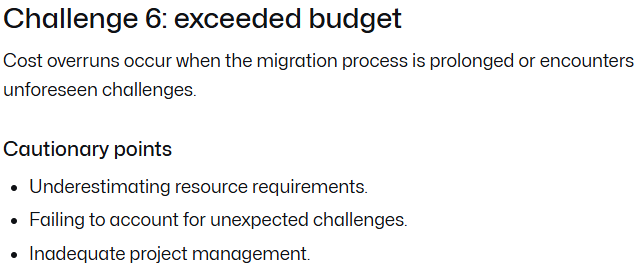 Challenge 6: exceeded budget
Cost overruns occur when the migration process is prolonged or encounters
unforeseen challenges.
Cautionary points
• Underestimating resource requirements.
• Failing to account for unexpected challenges.
• Inadequate project management.